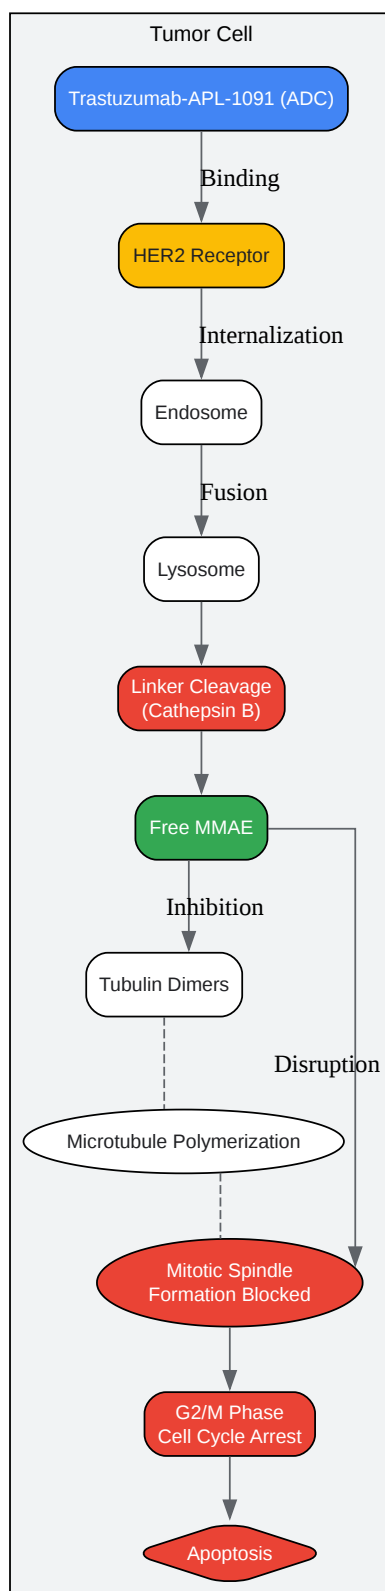 Tumor Cell
Trastuzumab-APL-1091 (ADC)
Binding
HER2 Receptor
Internalization
Endosome
Fusion
Lysosome
Linker Cleavage
(Cathepsin B)
Free MMAE
Inhibition
Tubulin Dimers
Disruption
Microtubule Polymerization
Mitotic Spindle
Formation Blocked
G2/M Phase
Cell Cycle Arrest
Apoptosis